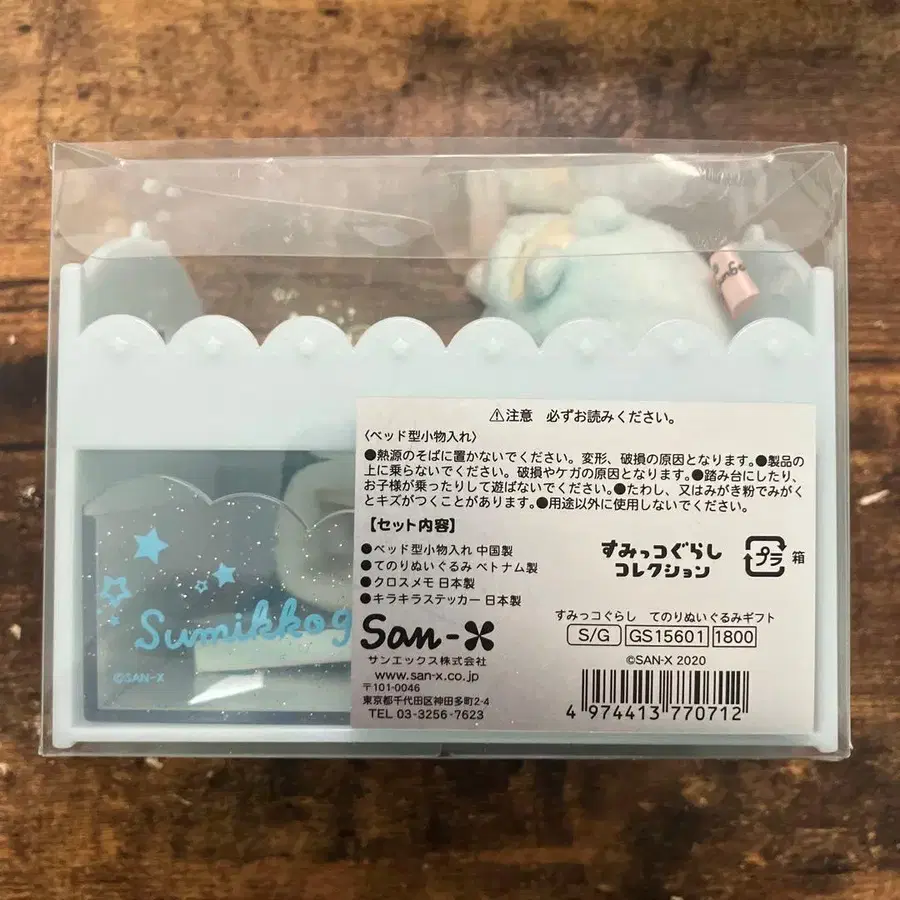 ⚠注意 必ずお読みください。
〈ベッド型小物入れ〉
●熱源のそばに置かないでください。変形、破損の原因となります。●製品の
上に乗らないでください。破損やケガの原因となります。●踏み台にしたり、
お子様が乗ったりして遊ばないでください。●たわし、又はみがき粉でみがく
とキズがつくことがあります。●用途以外に使用しないでください。
【セット内容】
●ベッド型小物入れ 中国製
●てのりぬいぐるみ ベトナム製
●クロスメモ 日本製
●キラキラステッカー 日本製
すみっコぐらし
コレクション
プラ 箱
San-X
サンエックス株式会社
www.san-x.co.jp
〒101-0046
東京都千代田区神田多町2-4
TEL 03-3256-7623
すみっコぐらし てのりぬいぐるみギフト
S/G GS15601 1800
©SAN-X 2020
4 974413 770712
Sumikkog
©SAN-X